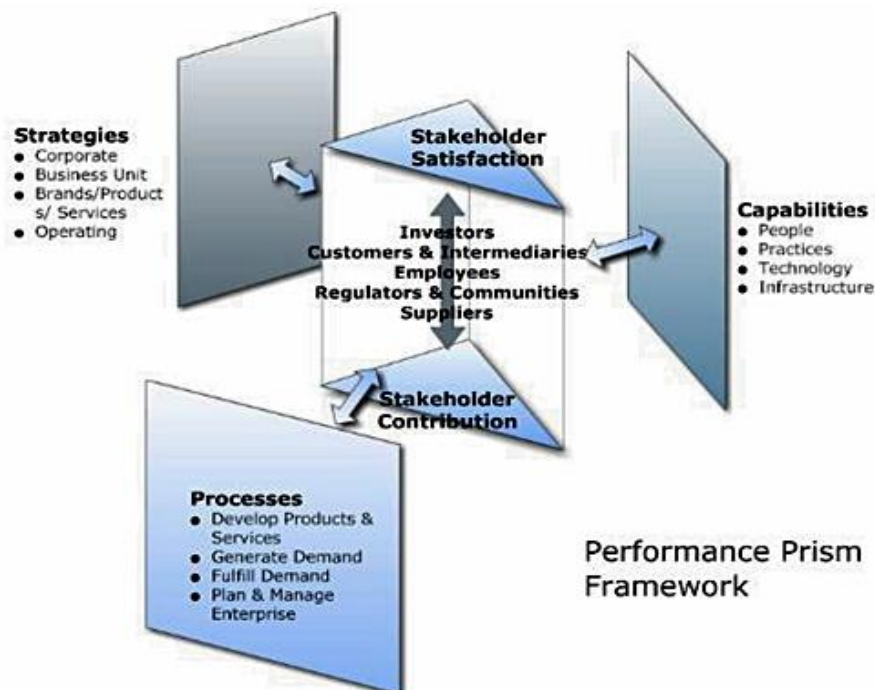 Strategies
● Corporate
● Business Unit
● Brands/Product
s/ Services
● Operating
Stakeholder
Satisfaction
Investors
Customers & Intermediaries
Employees
Regulators & Communities
Suppliers
Stakeholder
Contribution
Capabilities
● People
● Practices
● Technology
● Infrastructure
Processes
● Develop Products &
Services
● Generate Demand
● Fulfill Demand
● Plan & Manage
Enterprise
Performance Prism
Framework